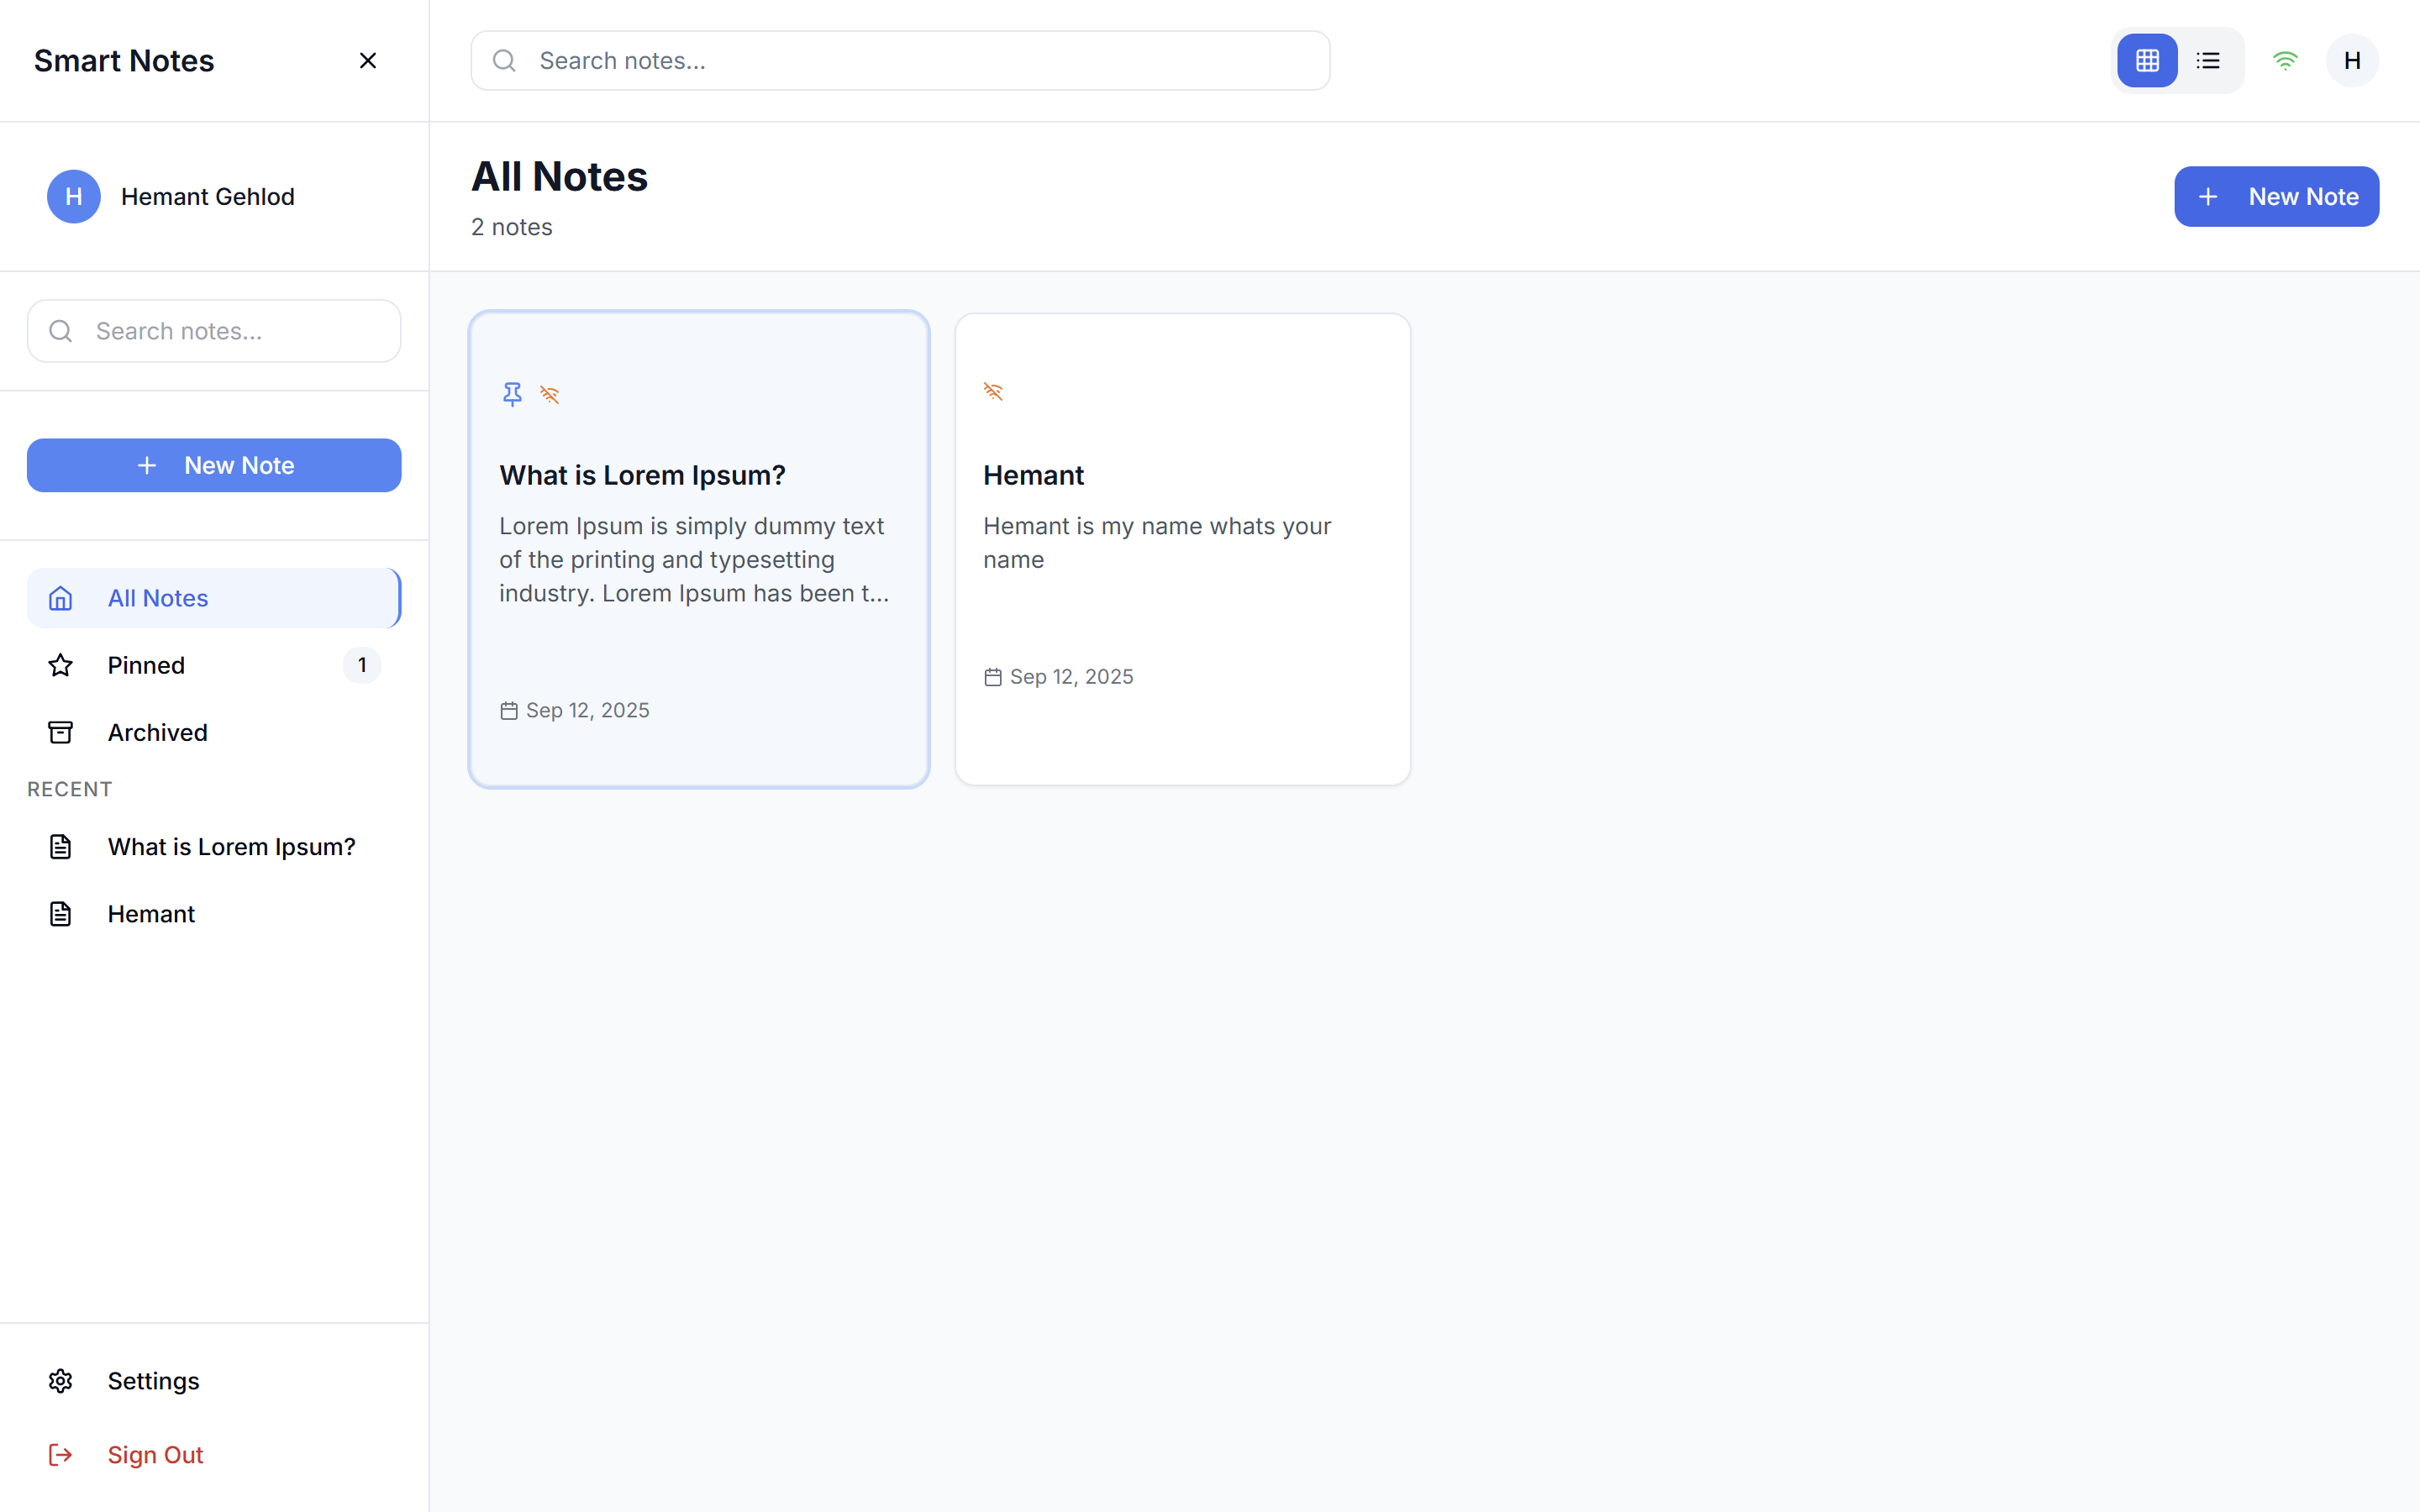 Smart Notes
Search notes...
H
H
Hemant Gehlod
All Notes
2 notes
New Note
Search notes...
New Note
All Notes
Pinned
1
Archived
RECENT
What is Lorem Ipsum?
Hemant
Settings
Sign Out
What is Lorem Ipsum?
Lorem Ipsum is simply dummy text
of the printing and typesetting
industry. Lorem Ipsum has been t...
Sep 12, 2025
Hemant
Hemant is my name whats your
name
Sep 12, 2025